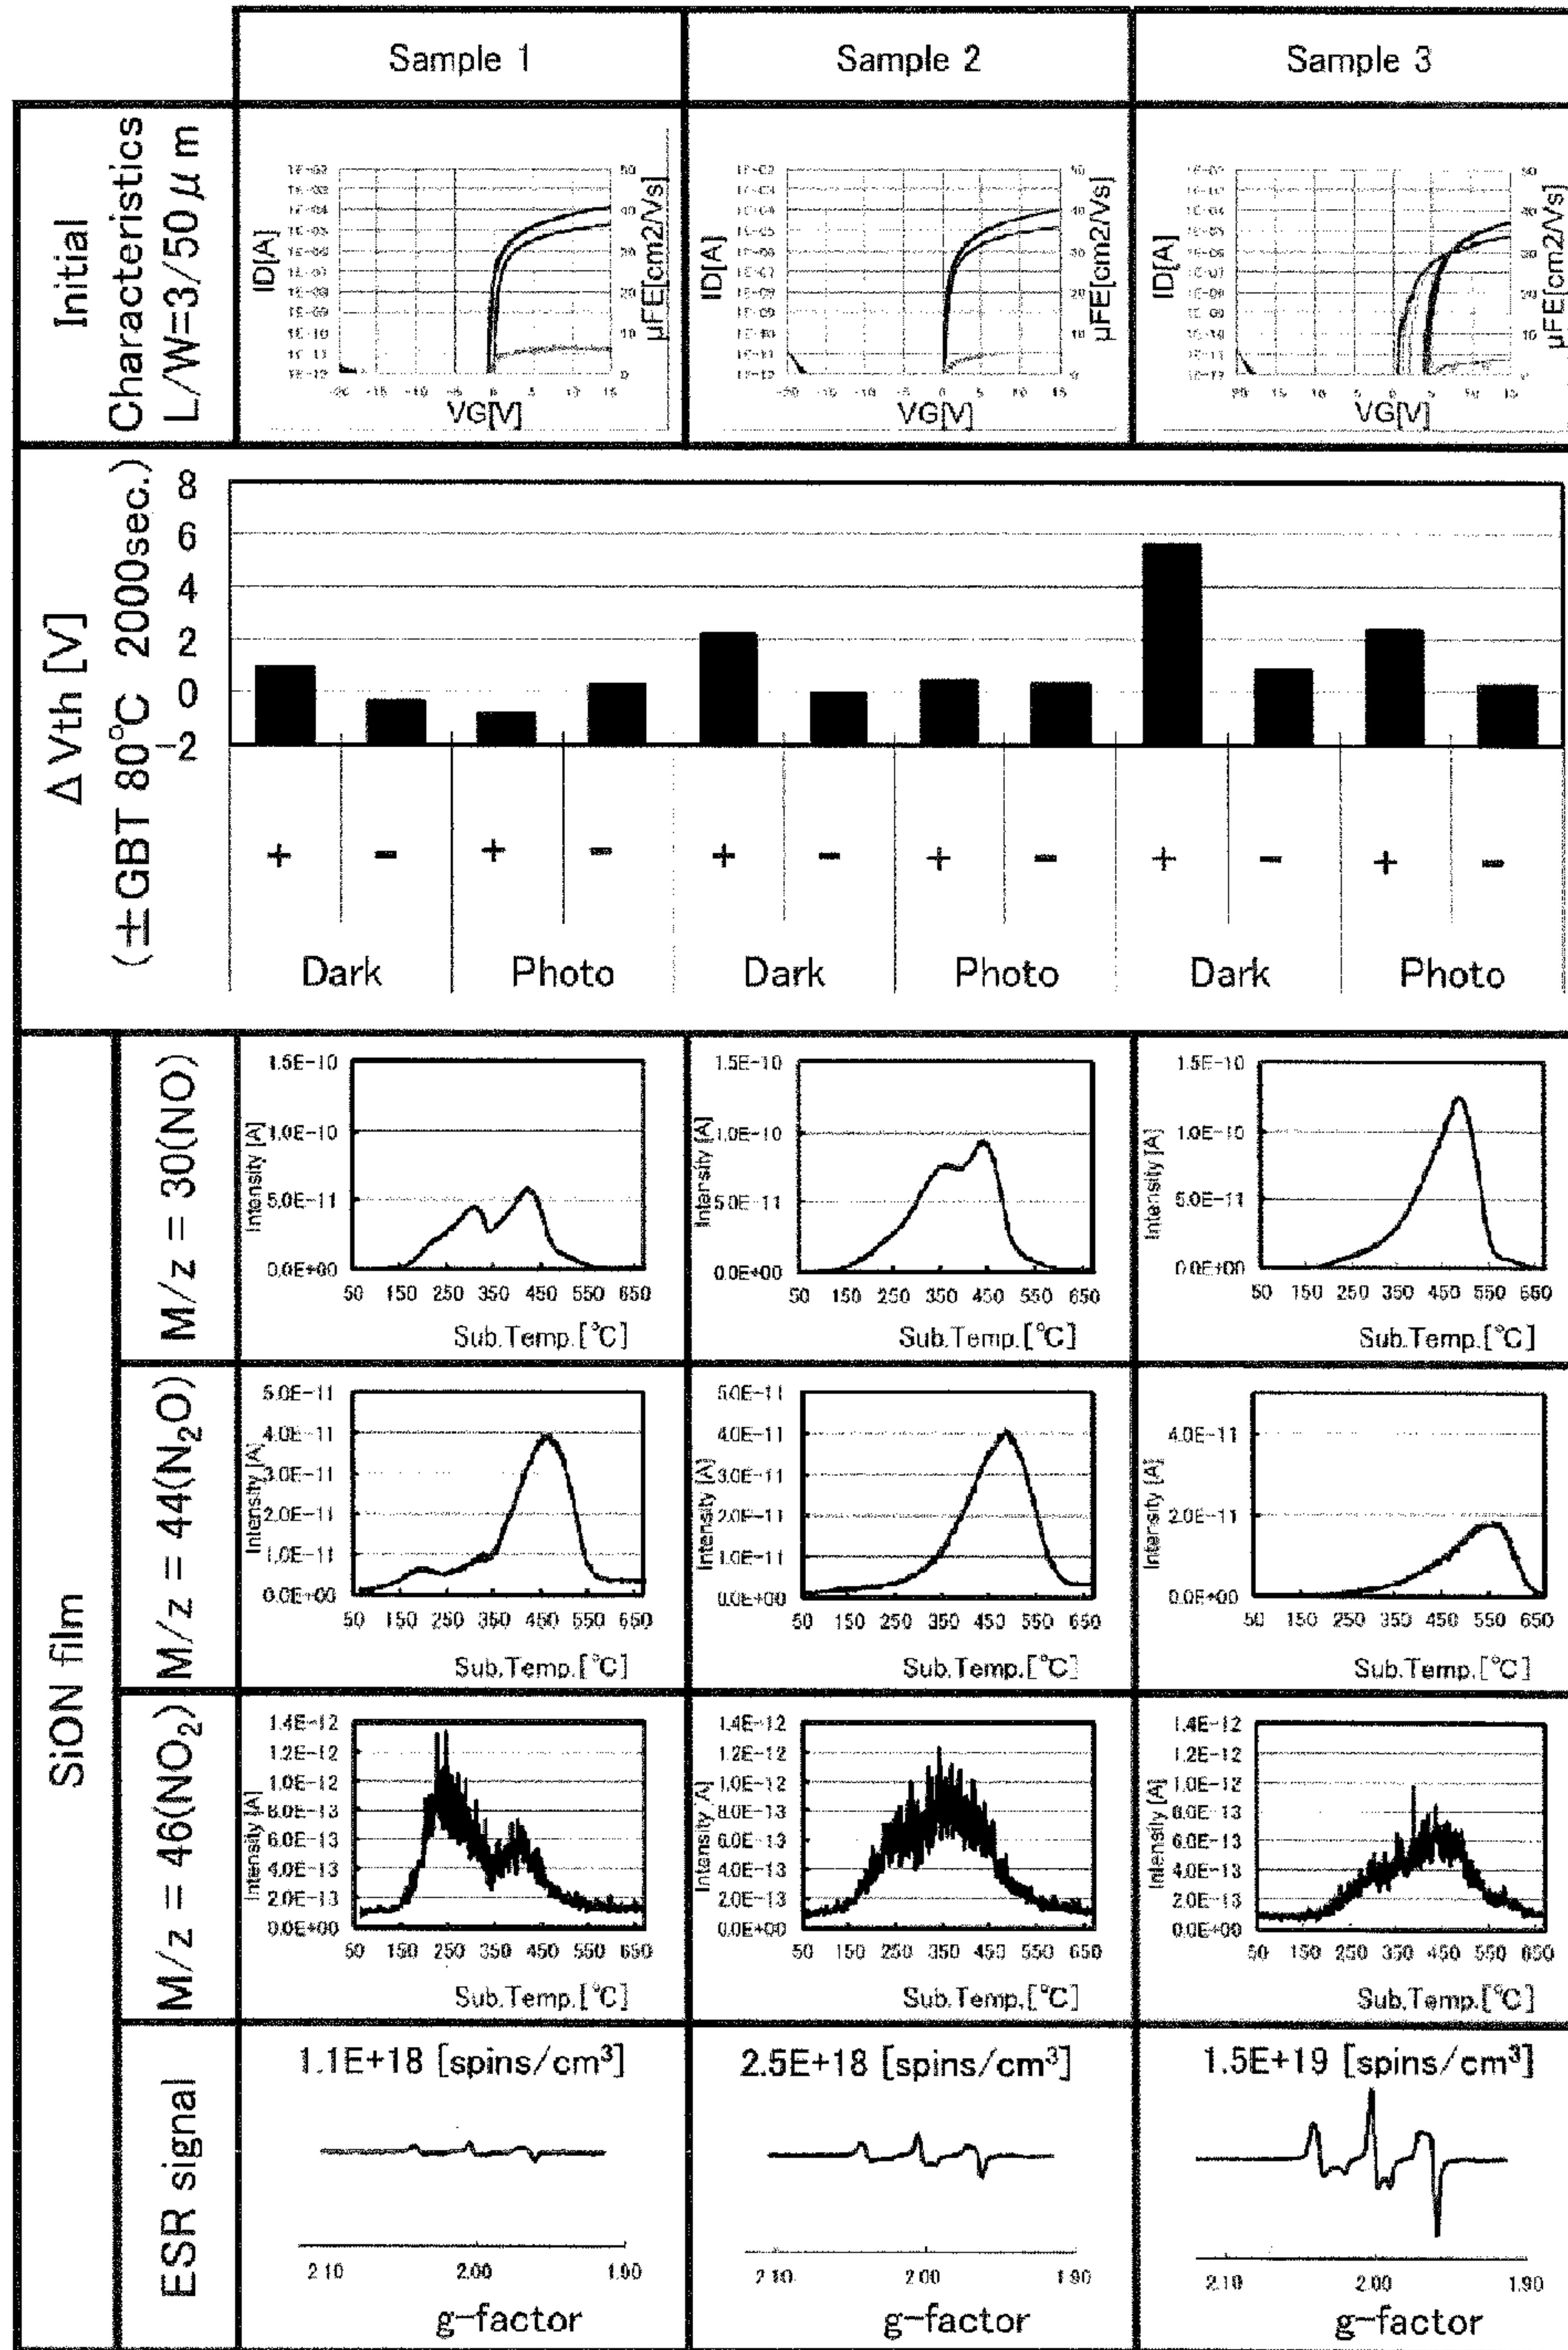 Sample 1
Sample 2
Sample 3
Initial
Characteristics
L/W=3/50 μ m
ID[A]
VG[V]
μFE[cm2/Vs]
ID[A]
VG[V]
μFE[cm2/Vs]
ID[A]
VG[V]
μFE[cm2/Vs]
Δ Vth [V]
(±GBT 80℃ 2000sec.)
8
6
4
2
0
-2
+ - + - + - + - + - + -
Dark Photo Dark Photo Dark Photo
SiON film
M/z = 30(NO)
Intensity [A]
1.5E-10
1.0E-10
5.0E-11
0.0E+00
50 150 250 350 450 550 650
Sub.Temp.[℃]
Intensity [A]
1.5E-10
1.0E-10
5.0E-11
0.0E+00
50 150 250 350 450 550 650
Sub.Temp.[℃]
Intensity [A]
1.5E-10
1.0E-10
5.0E-11
0.0E+00
50 150 250 350 450 550 650
Sub.Temp.[℃]
M/z = 44(N₂O)
Intensity [A]
5.0E-11
4.0E-11
3.0E-11
2.0E-11
1.0E-11
0.0E+00
50 150 250 350 450 550 650
Sub.Temp.[℃]
Intensity [A]
5.0E-11
4.0E-11
3.0E-11
2.0E-11
1.0E-11
0.0E+00
50 150 250 350 450 550 650
Sub.Temp.[℃]
Intensity [A]
4.0E-11
2.0E-11
0.0E+00
50 150 250 350 450 550 650
Sub.Temp.[℃]
M/z = 46(NO₂)
Intensity [A]
1.4E-12
1.2E-12
1.0E-12
8.0E-13
6.0E-13
4.0E-13
2.0E-13
0.0E+00
50 150 250 350 450 550 650
Sub.Temp.[℃]
Intensity [A]
1.4E-12
1.2E-12
1.0E-12
8.0E-13
6.0E-13
4.0E-13
2.0E-13
0.0E+00
50 150 250 350 450 550 650
Sub.Temp.[℃]
Intensity [A]
1.4E-12
1.2E-12
1.0E-12
8.0E-13
6.0E-13
4.0E-13
2.0E-13
0.0E+00
50 150 250 350 450 550 650
Sub.Temp.[℃]
ESR signal
1.1E+18 [spins/cm³]
2.10 2.00 1.90
g-factor
2.5E+18 [spins/cm³]
2.10 2.00 1.90
g-factor
1.5E+19 [spins/cm³]
2.10 2.00 1.90
g-factor